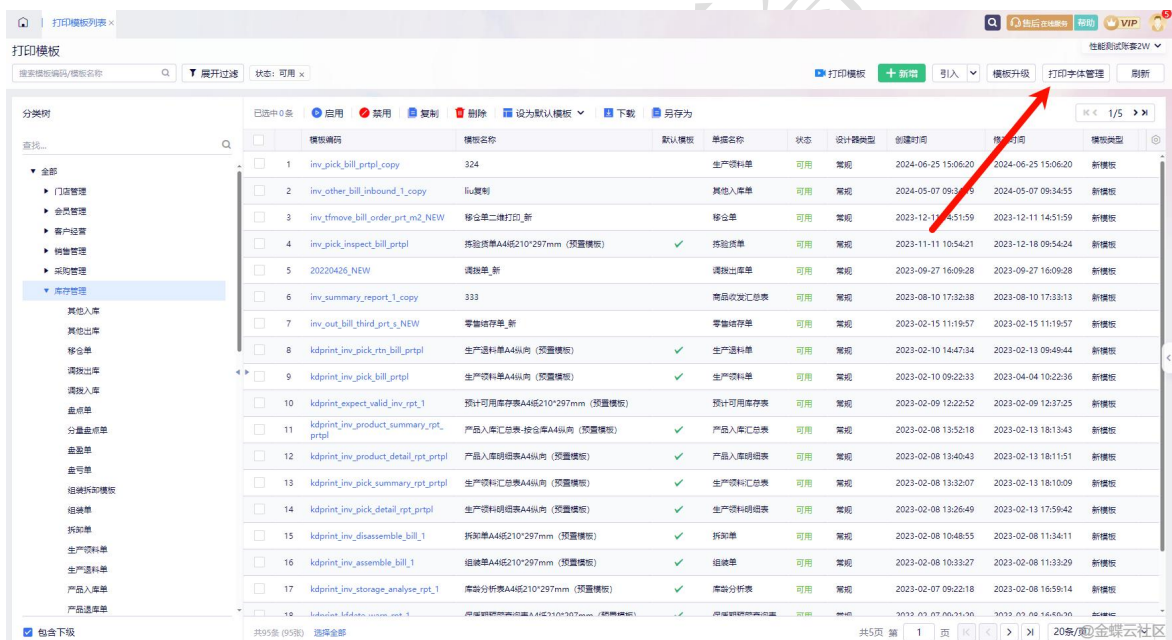 打印模板列表 ×
售后在线服务 帮助 VIP 5
打印模板 性能测试账套2W
搜索模板编码/模板名称 展开过滤 状态: 可用 × 打印模板 + 新增 引入 模板升级 打印字体管理 刷新
分类树 已选中0条 启用 禁用 复制 删除 设为默认模板 下载 另存为 1/5
查找... 模板编码 模板名称 默认模板 单据名称 状态 设计器类型 创建时间 时间 模板类型
全部
门店管理
会员管理
客户经营
销售管理
采购管理
库存管理
其他入库
其他出库
移仓单
调拨出库
调拨入库
盘点单
分量盘点单
盘盈单
盘亏单
组装拆卸模板
组装单
拆卸单
生产领料单
生产退料单
产品入库单
产品退库单
包含下级
1 inv_pick_bill_prtpl_copy 324 生产领料单 可用 常规 2024-06-25 15:06:20 2024-06-25 15:06:20 新模板
2 inv_other_bill_inbound_1_copy liu复制 其他入库单 可用 常规 2024-05-07 2024-05-07 09:34:55 新模板
3 inv_tfmove_bill_order_prt_m2_NEW 移仓单二维打印_新 移仓单 可用 常规 2023-12-11 14:51:59 2023-12-11 14:51:59 新模板
4 inv_pick_inspect_bill_prtpl 拣验货单A4纸210*297mm（预置模板） ✓ 拣验货单 可用 常规 2023-11-11 10:54:21 2023-12-18 09:54:24 新模板
5 20220426_NEW 调拨单_新 调拨出库单 可用 常规 2023-09-27 16:09:28 2023-09-27 16:09:28 新模板
6 inv_summary_report_1_copy 333 商品收发汇总表 可用 常规 2023-08-10 17:32:38 2023-08-10 17:33:13 新模板
7 inv_out_bill_third_prt_s_NEW 零售结存单_新 零售结存单 可用 常规 2023-02-15 11:19:57 2023-02-15 11:19:57 新模板
8 kdprint_inv_pick_rtn_bill_prtpl 生产退料单A4纵向（预置模板） ✓ 生产退料单 可用 常规 2023-02-10 14:47:34 2023-02-13 09:49:44 新模板
9 kdprint_inv_pick_bill_prtpl 生产领料单A4纵向（预置模板） ✓ 生产领料单 可用 常规 2023-02-10 09:22:33 2023-04-04 10:22:36 新模板
10 kdprint_expect_valid_inv_rpt_1 预计可用库存表A4纸210*297mm（预置模板） 预计可用库存表 可用 常规 2023-02-09 12:22:52 2023-02-09 12:37:25 新模板
11 kdprint_inv_product_summary_rpt_ 产品入库汇总表-按仓库A4纵向（预置模板） ✓ 产品入库汇总表 可用 常规 2023-02-08 13:52:18 2023-02-13 18:13:43 新模板
prtpl
12 kdprint_inv_product_detail_rpt_prtpl 产品入库明细表A4纵向（预置模板） ✓ 产品入库明细表 可用 常规 2023-02-08 13:40:43 2023-02-13 18:11:51 新模板
13 kdprint_inv_pick_summary_rpt_prtpl 生产领料汇总表A4纵向（预置模板） ✓ 生产领料汇总表 可用 常规 2023-02-08 13:32:07 2023-02-13 18:10:09 新模板
14 kdprint_inv_pick_detail_rpt_prtpl 生产领料明细表A4纵向（预置模板） ✓ 生产领料明细表 可用 常规 2023-02-08 13:26:49 2023-02-13 17:59:42 新模板
15 kdprint_inv_disassemble_bill_1 拆卸单A4纸210*297mm（预置模板） ✓ 拆卸单 可用 常规 2023-02-08 10:48:55 2023-02-08 11:34:11 新模板
16 kdprint_inv_assemble_bill_1 组装单A4纸210*297mm（预置模板） ✓ 组装单 可用 常规 2023-02-08 10:33:27 2023-02-08 11:33:29 新模板
17 kdprint_inv_storage_analyse_rpt_1 库龄分析表A4纸210*297mm（预置模板） ✓ 库龄分析表 可用 常规 2023-02-07 09:22:18 2023-02-08 16:59:14 新模板
共95条 (95张) 选择全部 共5页 第 1 页 20条/页
@金蝶云社区